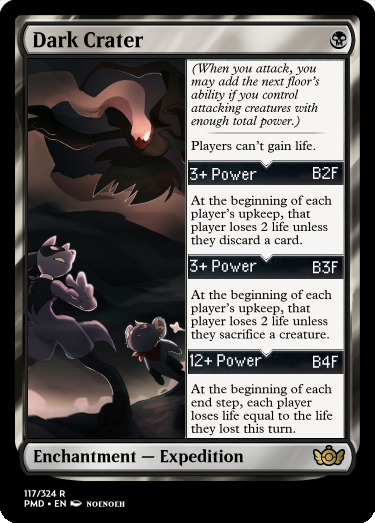 Dark Crater
(When you attack, you
may add the next floor's
ability if you control
attacking creatures with
enough total power.)
Players can't gain life.
3+ Power B2F
At the beginning of each
player's upkeep, that
player loses 2 life unless
they discard a card.
3+ Power B3F
At the beginning of each
player's upkeep, that
player loses 2 life unless
they sacrifice a creature.
12+ Power B4F
At the beginning of each
end step, each player
loses life equal to the life
they lost this turn.
Enchantment — Expedition
117/324 R
PMD • EN NOENOEH